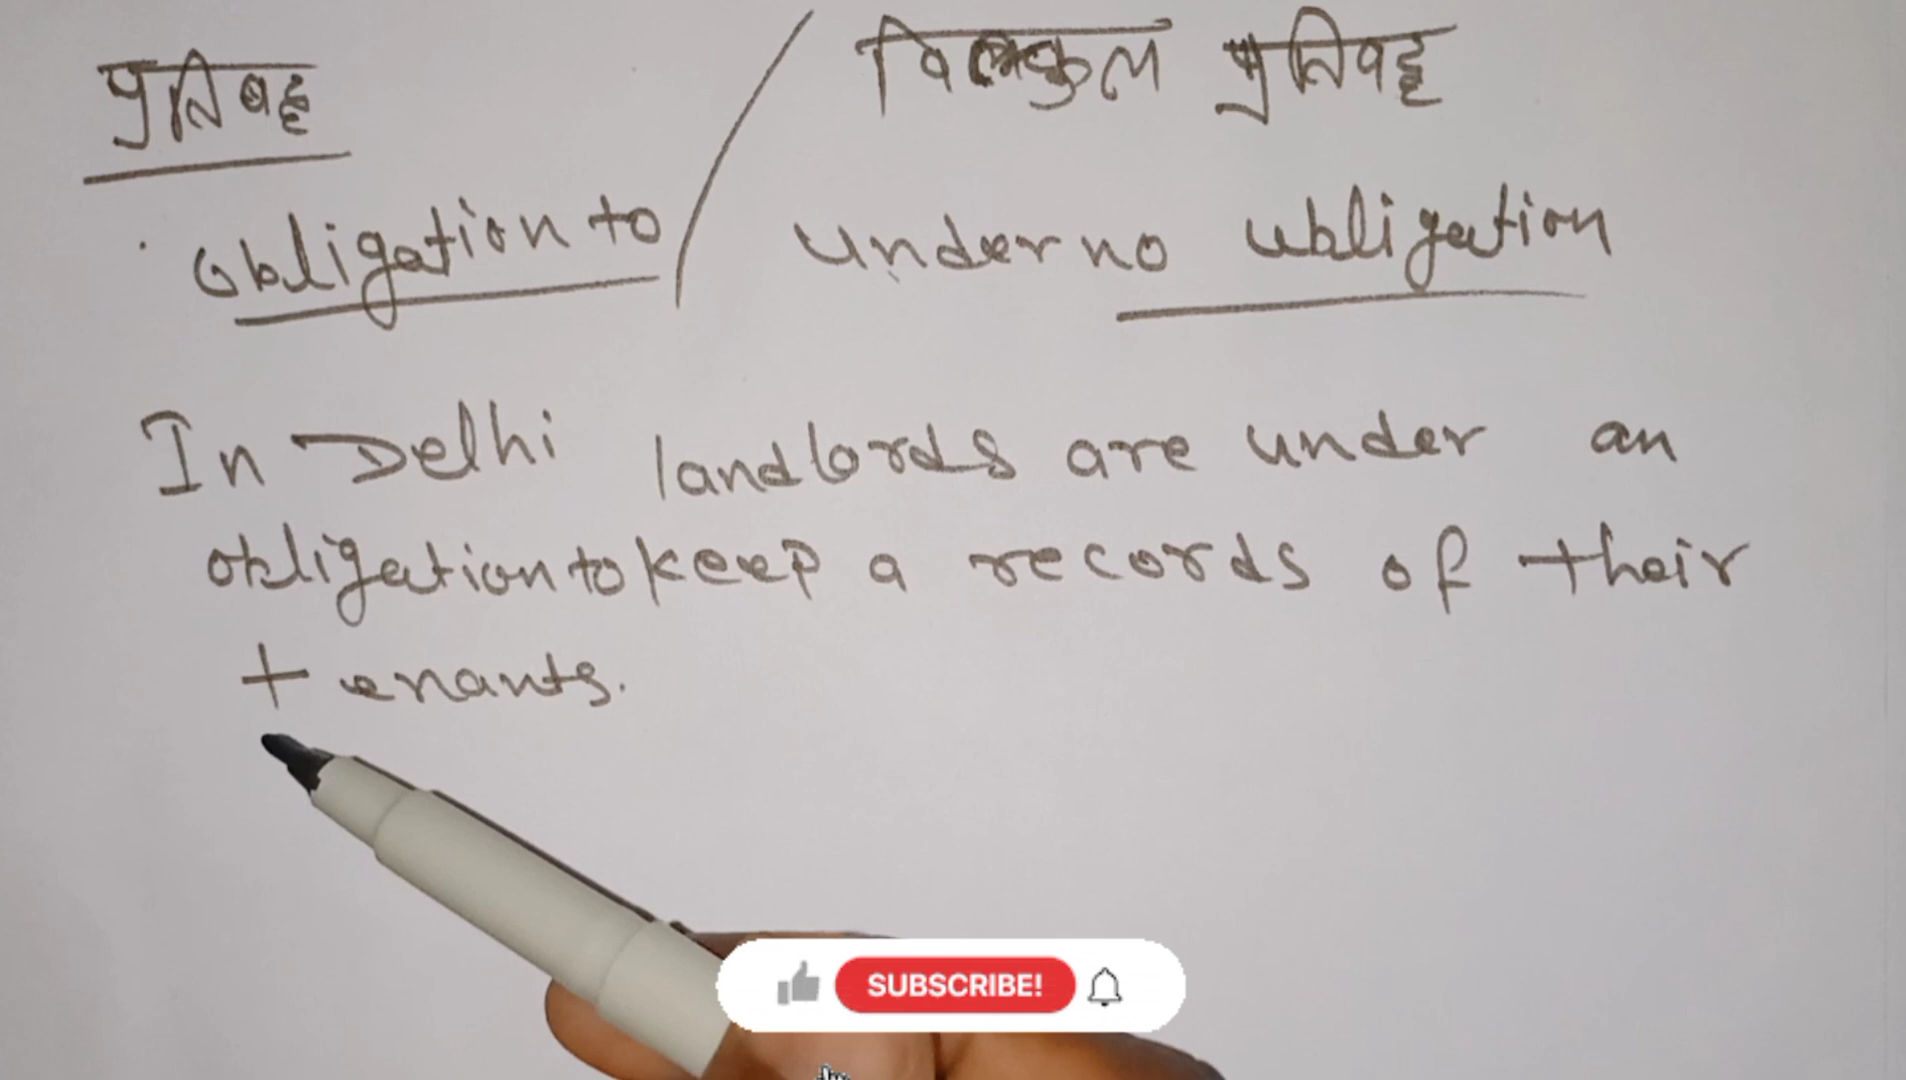 प्रतिबद्ध / बिलकुल प्रतिबद्ध
obligation to / under no obligation
In Delhi landlords are under an
obligation to keep a records of their
tenants.
SUBSCRIBE!